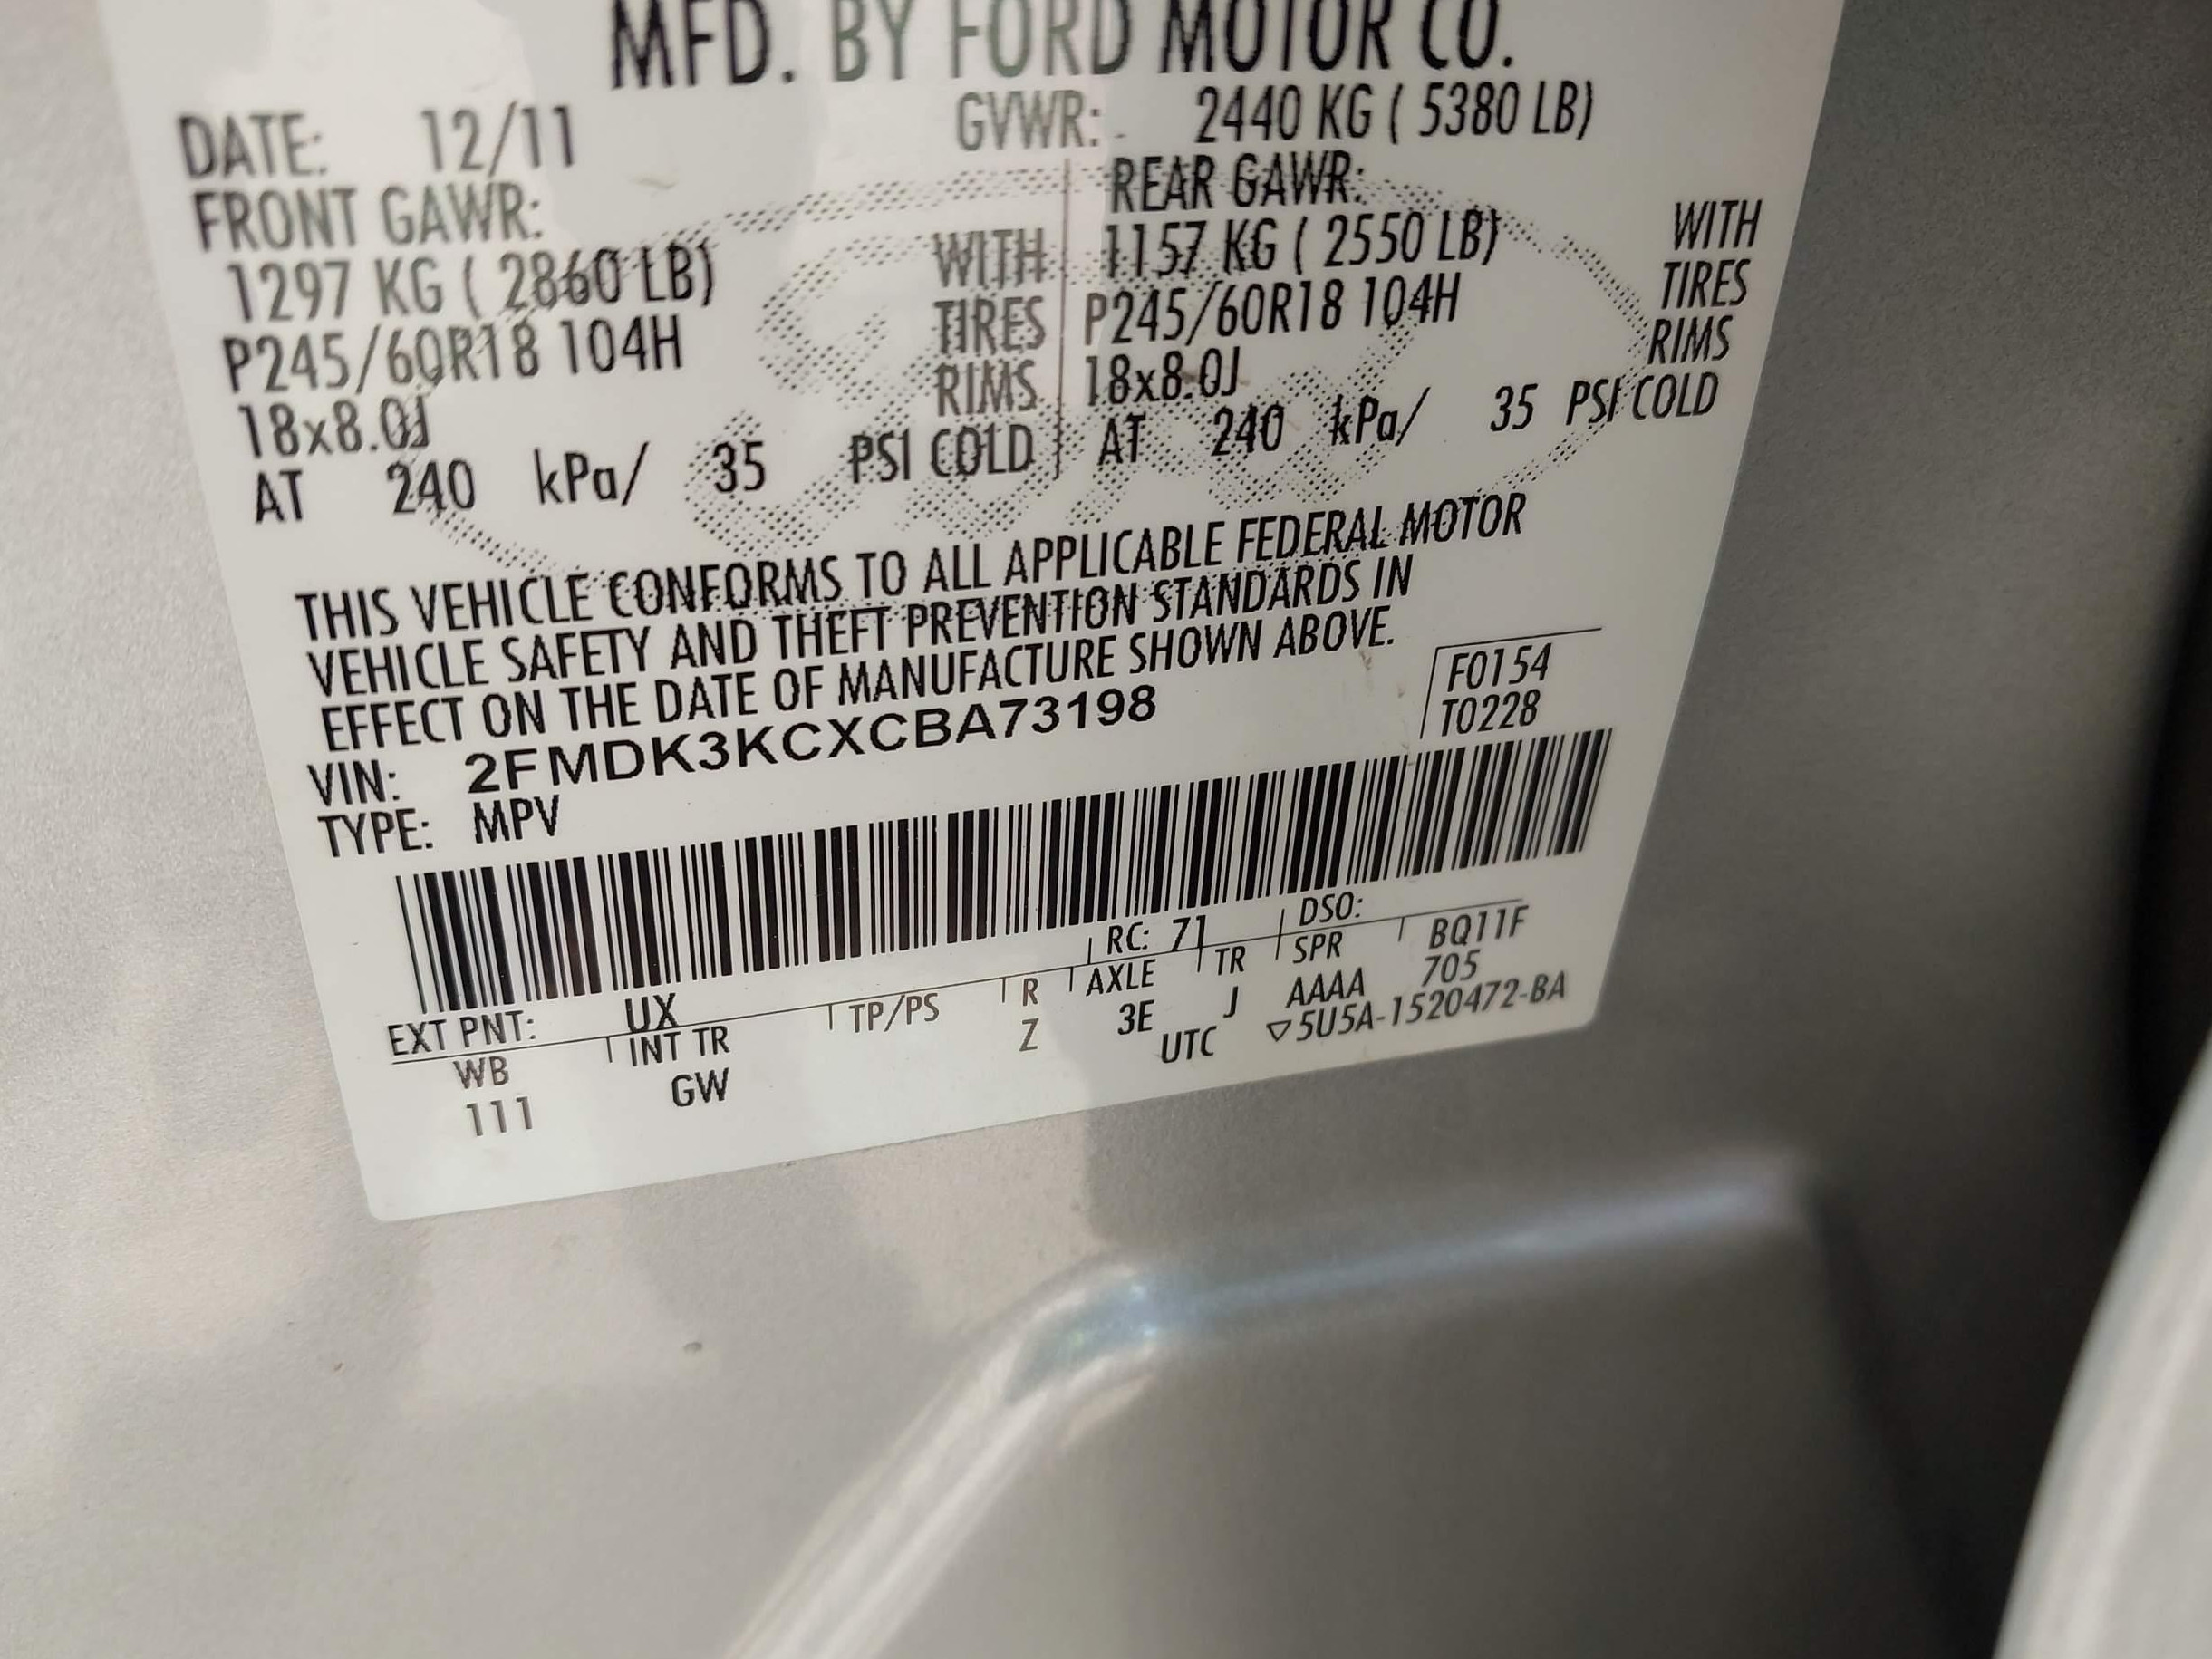 MFD. BY FORD MOTOR CO.
DATE: 12/11 GVWR: 2440 KG ( 5380 LB)
FRONT GAWR: REAR GAWR:
1297 KG ( 2860 LB) WITH 1157 KG ( 2550 LB) WITH
P245/60R18 104H TIRES P245/60R18 104H TIRES
18x8.0J RIMS 18x8.0J RIMS
AT 240 kPa/ 35 PSI COLD AT 240 kPa/ 35 PSI COLD
THIS VEHICLE CONFORMS TO ALL APPLICABLE FEDERAL MOTOR
VEHICLE SAFETY AND THEFT PREVENTION STANDARDS IN
EFFECT ON THE DATE OF MANUFACTURE SHOWN ABOVE.
F0154
T0228
VIN: 2FMDK3KCXCBA73198
TYPE: MPV
EXT PNT: UX RC: 71 DSO:
WB INT TR TP/PS R AXLE TR SPR BQ11F
111 GW Z 3E J AAAA 705
UTC ▽5U5A-1520472-BA